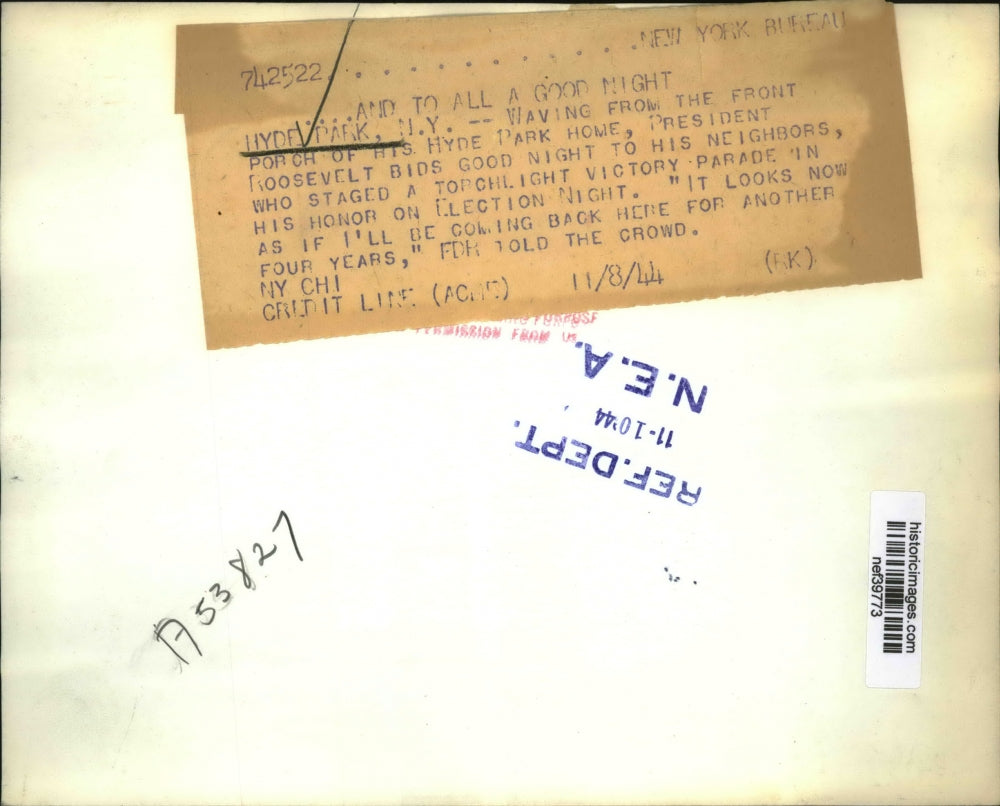 742522. . . . . . . . . . . .NEW YORK BUREAU
....AND TO ALL A GOOD NIGHT
HYDE PARK, N.Y. -- WAVING FROM THE FRONT
PORCH OF HIS HYDE PARK HOME, PRESIDENT
ROOSEVELT BIDS GOOD NIGHT TO HIS NEIGHBORS,
WHO STAGED A TORCHLIGHT VICTORY PARADE IN
HIS HONOR ON ELECTION NIGHT. "IT LOOKS NOW
AS IF I'LL BE COMING BACK HERE FOR ANOTHER
FOUR YEARS," FDR TOLD THE CROWD.
NY CHI (RK)
CREDIT LINE (ACME) 11/8/44
PURPOSE
PERMISSION FROM US
REF. DEPT.
11-10-44
N.E.A.
A53827
historicimages.com
nef39773